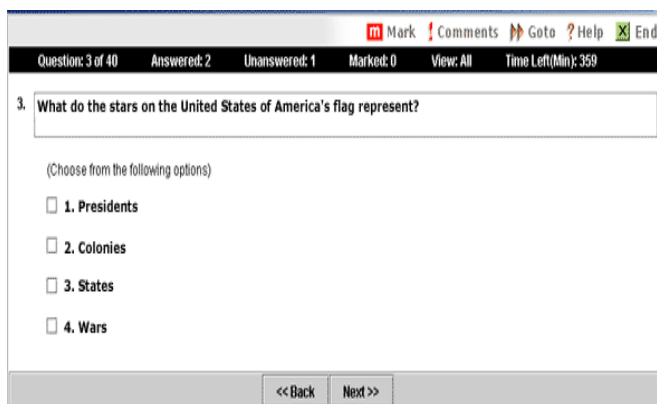 m Mark ! Comments Goto ? Help X End
Question: 3 of 40 Answered: 2 Unanswered: 1 Marked: 0 View: All Time Left(Min): 359
3. What do the stars on the United States of America's flag represent?
(Choose from the following options)
1. Presidents
2. Colonies
3. States
4. Wars
<< Back Next >>